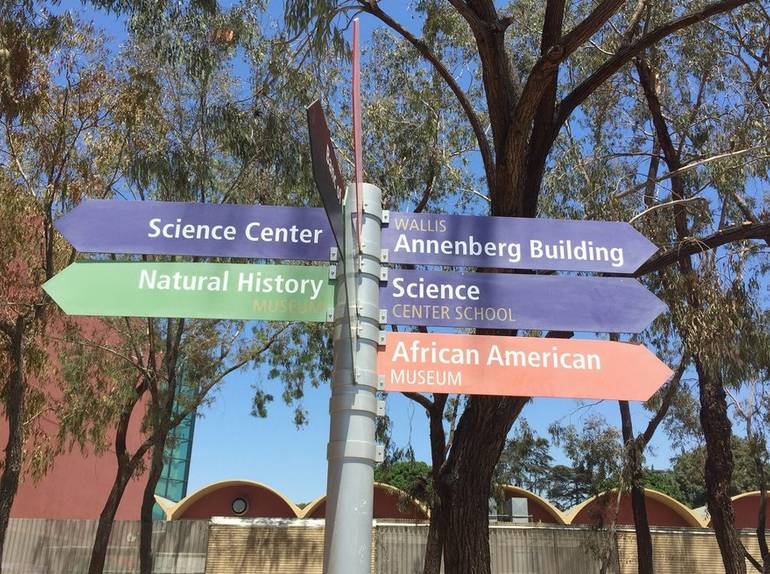 Science Center
Natural History
MUSEUM
WALLIS
Annenberg Building
Science
CENTER SCHOOL
African American
MUSEUM